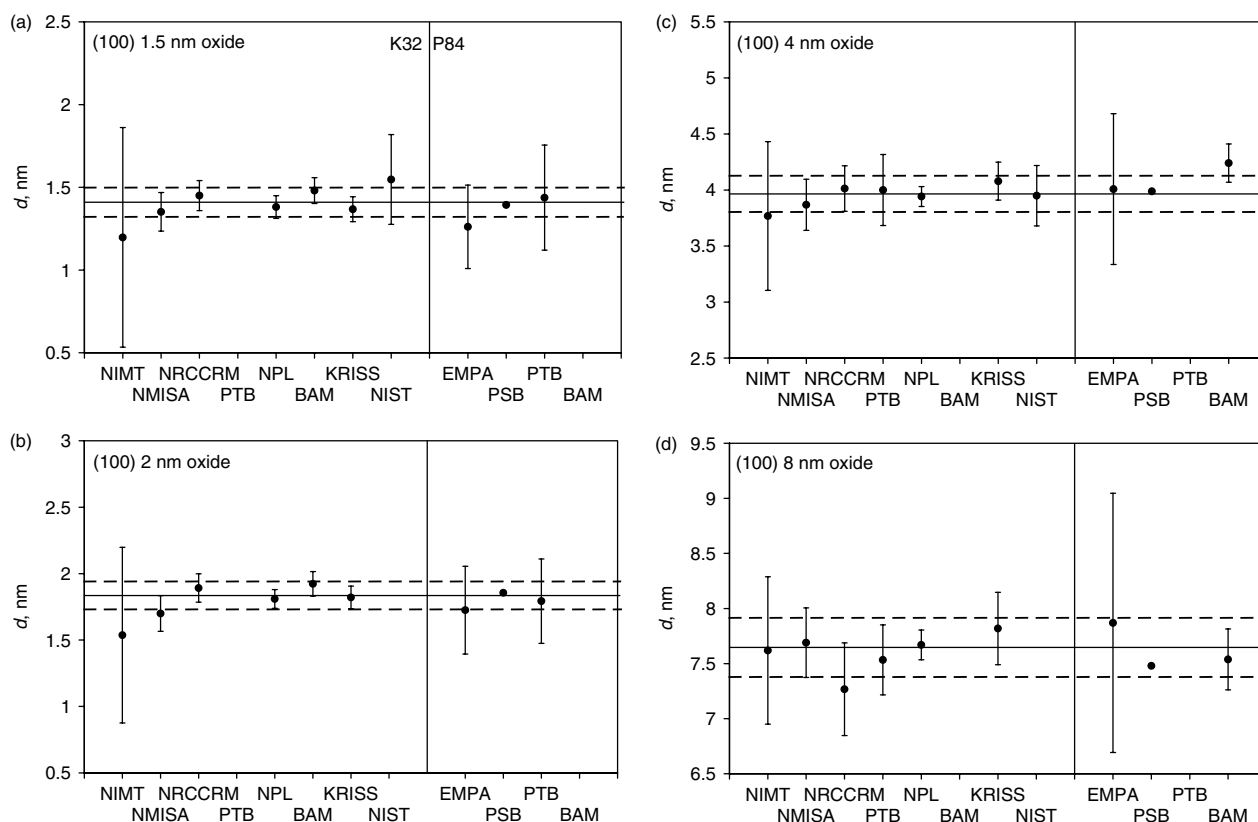 (a)
(100) 1.5 nm oxide
K32 P84
2.5
2
1.5
1
0.5
d, nm
NIMT NRCCRM NPL KRISS EMPA PTB
NMISA PTB BAM NIST PSB BAM
(b)
(100) 2 nm oxide
3
2.5
2
1.5
1
0.5
d, nm
NIMT NRCCRM NPL KRISS EMPA PTB
NMISA PTB BAM NIST PSB BAM
(c)
(100) 4 nm oxide
5.5
5
4.5
4
3.5
3
2.5
d, nm
NIMT NRCCRM NPL KRISS EMPA PTB
NMISA PTB BAM NIST PSB BAM
(d)
(100) 8 nm oxide
9.5
9
8.5
8
7.5
7
6.5
d, nm
NIMT NRCCRM NPL KRISS EMPA PTB
NMISA PTB BAM NIST PSB BAM